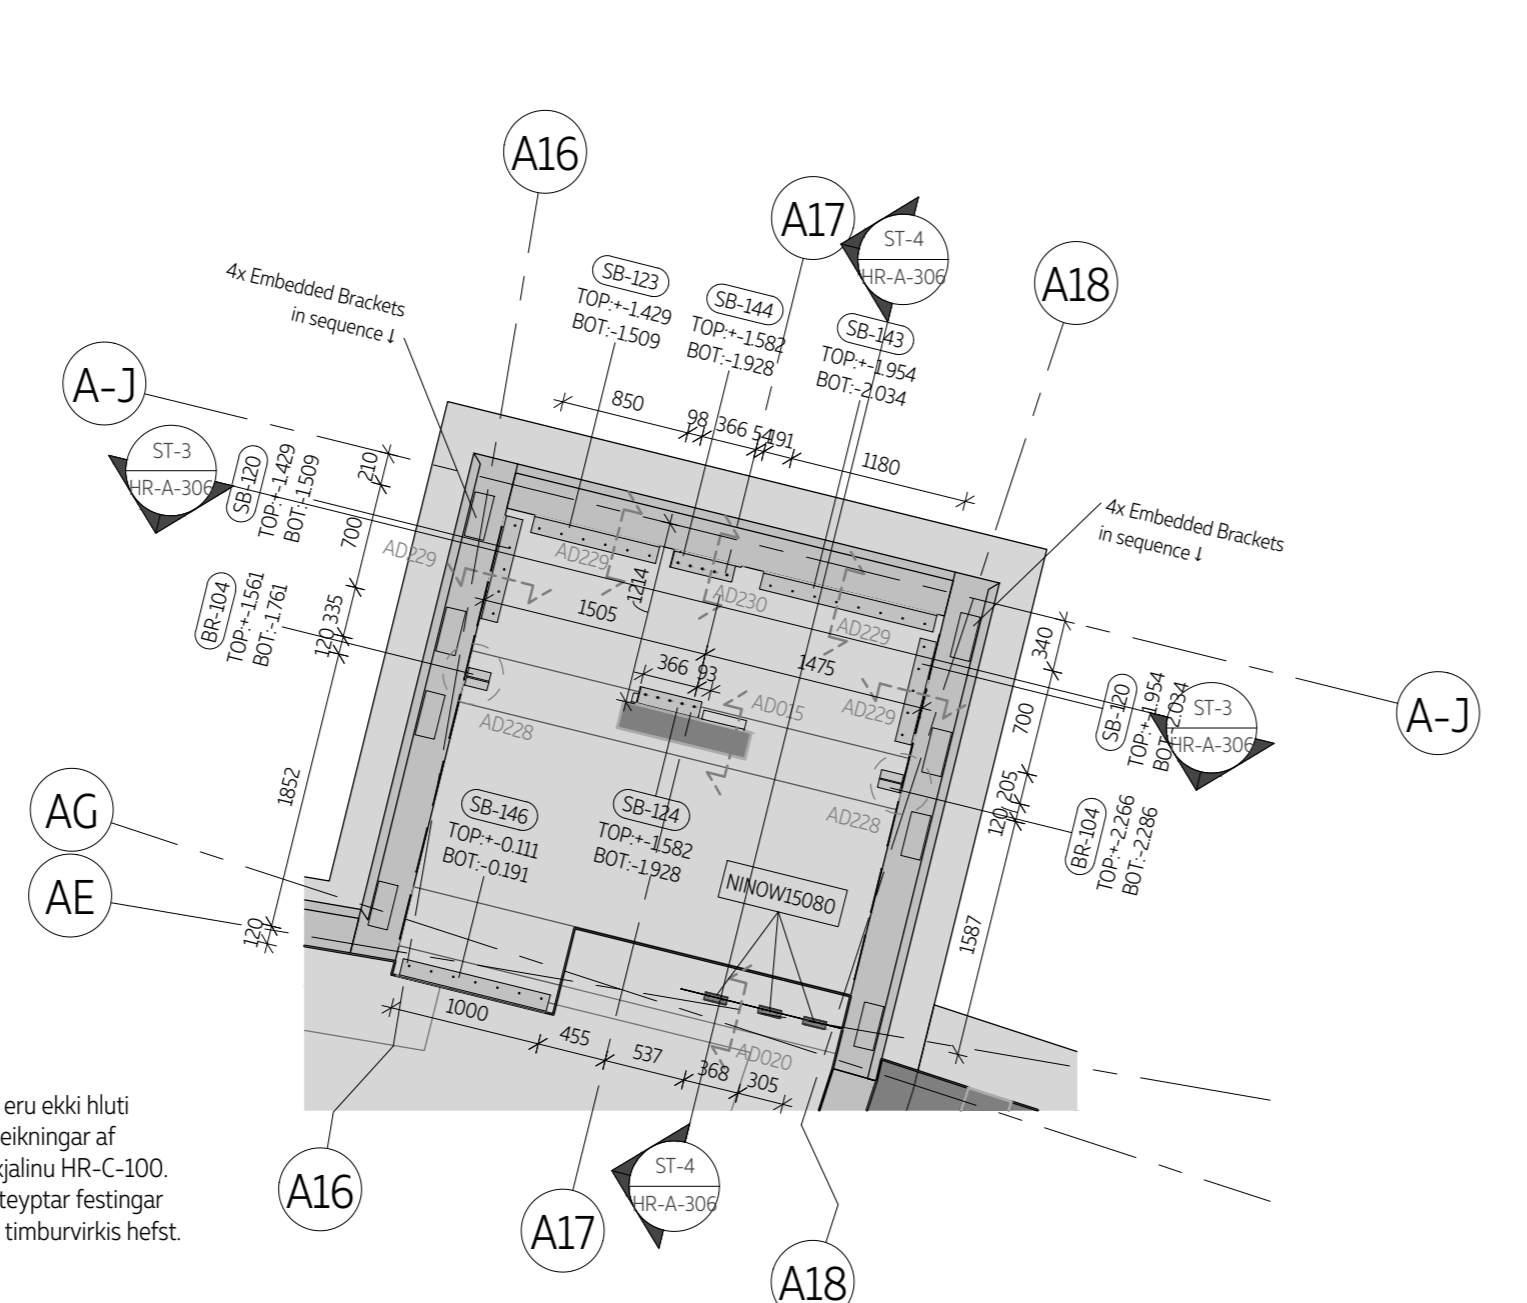 A16
A17
ST-4
HR-A-306
A18
4x Embedded Brackets
in sequence ↓
SB-123
TOP:+-1.429
BOT:-1.509
SB-144
TOP:+-1.582
BOT:-1.928
SB-143
TOP:+-1.954
BOT:-2.034
A-J
ST-3
HR-A-306
SB-120
TOP:+-1.429
BOT:-1.509
850
98
366
54
191
1180
210
700
335
120
1852
120
BR-104
TOP:+-1.561
BOT:-1.761
AD229
AD229
AD230
AD229
1214
1505
1475
366
93
AD015
AD229
AD228
AD228
4x Embedded Brackets
in sequence ↓
340
700
205
120
1587
SB-120
TOP:+-1.954
BOT:-2.034
ST-3
HR-A-306
A-J
BR-104
TOP:+-2.266
BOT:-2.286
AG
AE
SB-146
TOP:+-0.111
BOT:-0.191
SB-124
TOP:+-1.582
BOT:-1.928
NINOW15080
1000
455
537
368
305
AD020
eru ekki hluti
eikningar af
kjalinu HR-C-100.
teyptar festingar
timburvirkis hefst.
A16
A17
ST-4
HR-A-306
A18